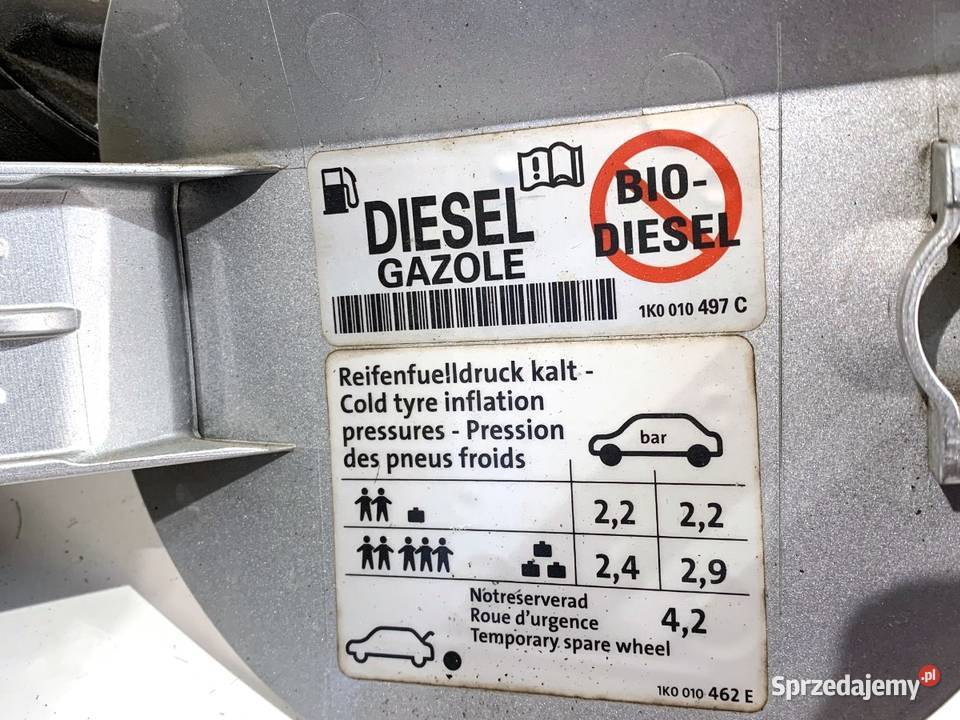 DIESEL
GAZOLE
BIO-
DIESEL
1K0 010 497 C
Reifenfuelldruck kalt -
Cold tyre inflation
pressures - Pression
des pneus froids
bar
2,2 2,2
2,4 2,9
Notreserverad
Roue d'urgence
Temporary spare wheel
4,2
1K0 010 462 E
Sprzedajemy.pl